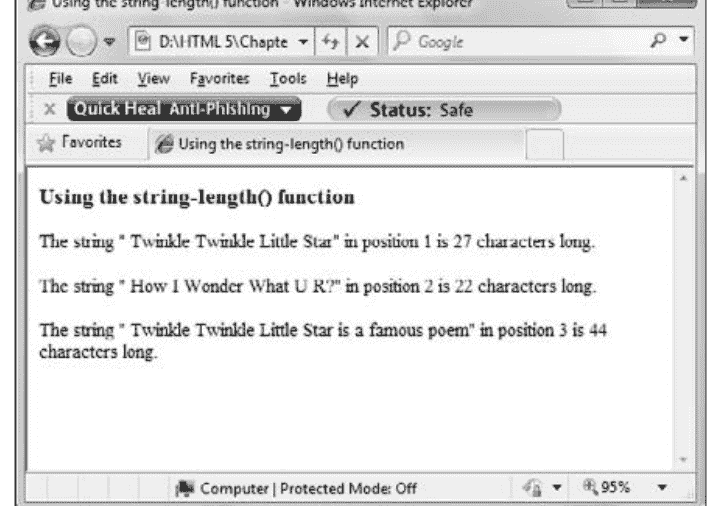 Using the string-length() function - Windows Internet Explorer
D:\HTML 5\Chapte
Google
File Edit View Favorites Tools Help
Quick Heal Anti-Phishing
Status: Safe
Favorites
Using the string-length() function
Using the string-length() function
The string " Twinkle Twinkle Little Star" in position 1 is 27 characters long.
The string " How I Wonder What U R?" in position 2 is 22 characters long.
The string " Twinkle Twinkle Little Star is a famous poem" in position 3 is 44
characters long.
Computer | Protected Mode: Off
95%